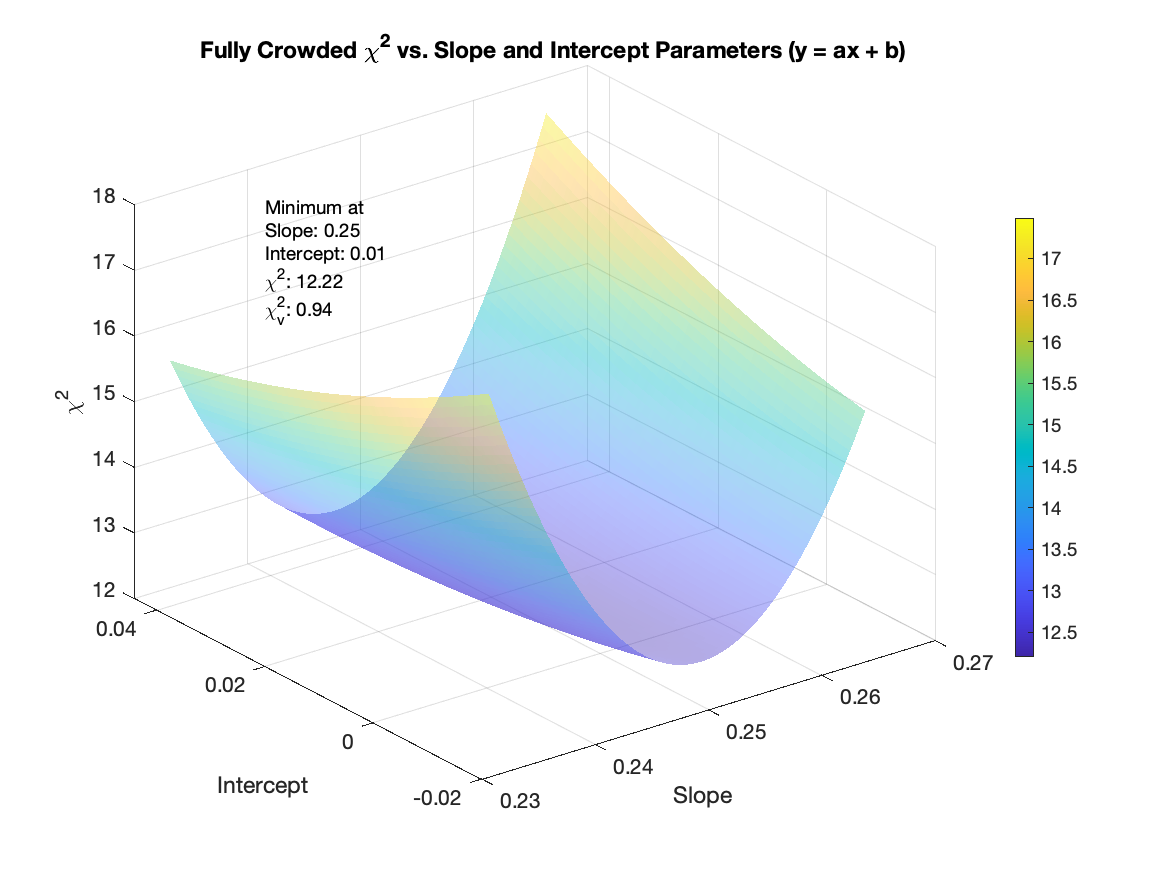 Fully Crowded χ² vs. Slope and Intercept Parameters (y = ax + b)
Minimum at
Slope: 0.25
Intercept: 0.01
χ²: 12.22
χ²ᵥ: 0.94
18
17
16
15
14
13
12
χ²
0.04
0.02
0
-0.02
Intercept
0.23
0.24
0.25
0.26
0.27
Slope
17
16.5
16
15.5
15
14.5
14
13.5
13
12.5